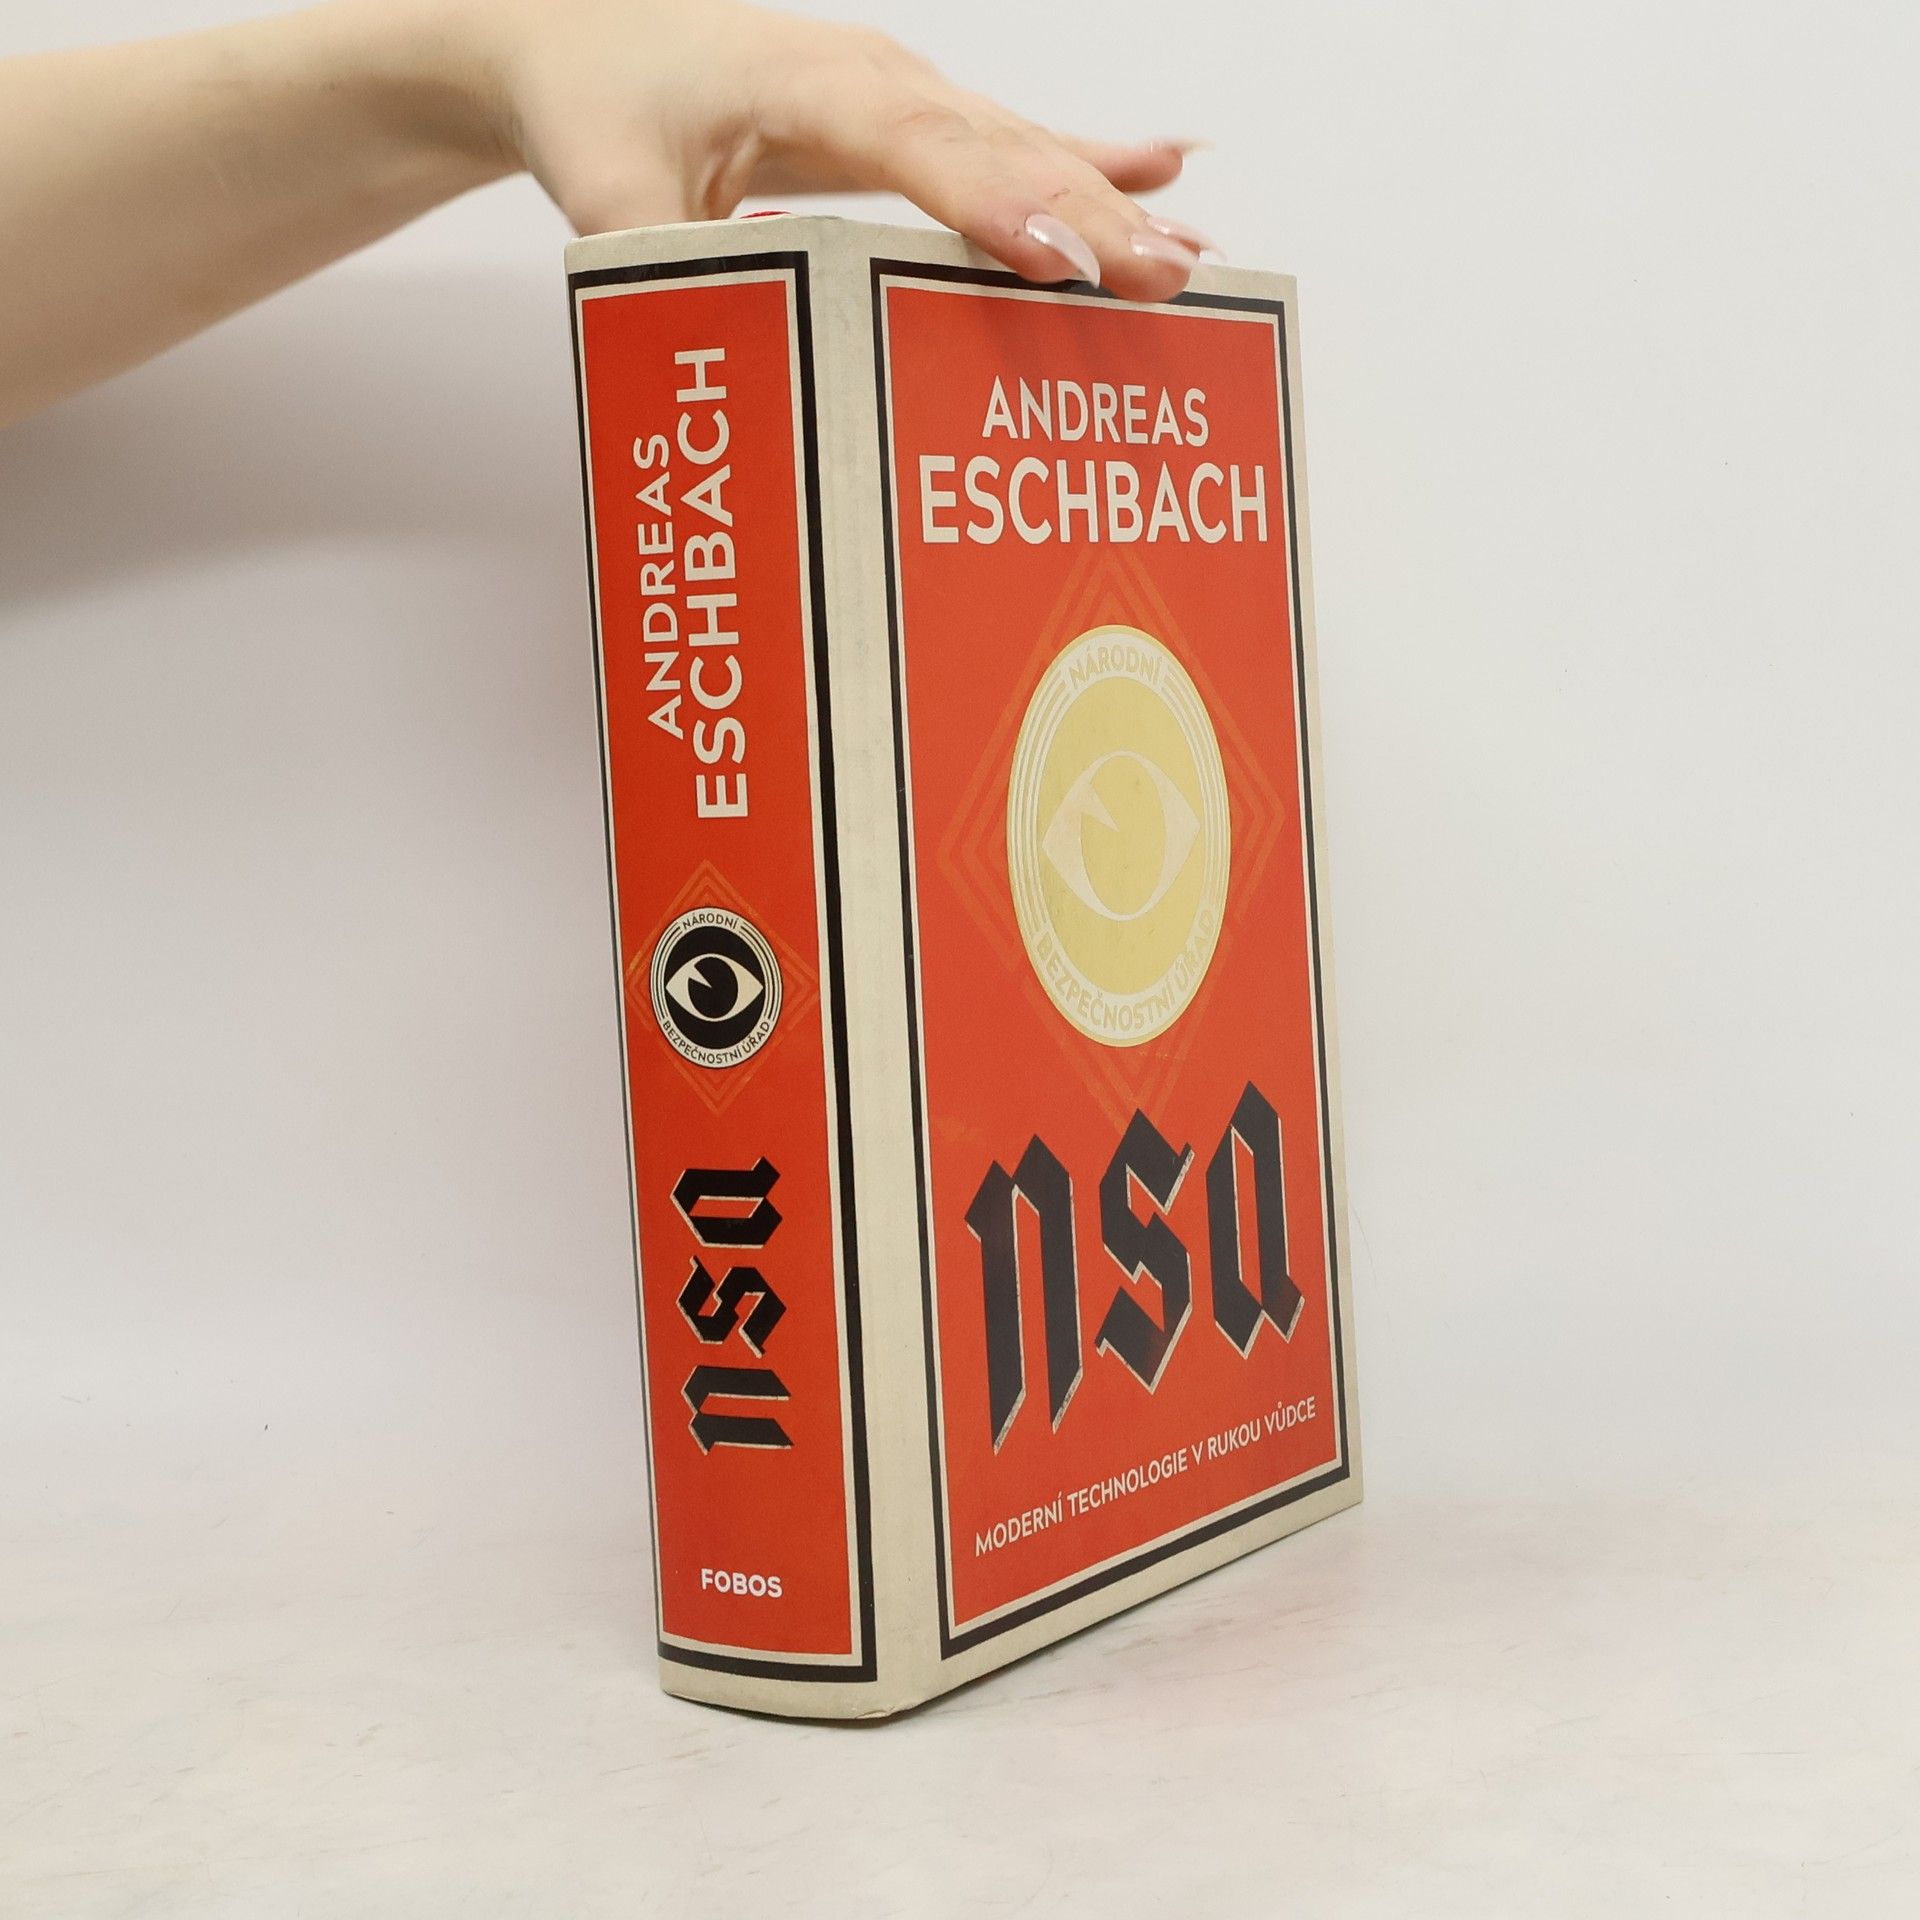 ANDREAS
ESCHBACH
NÁRODNÍ
BEZPEČNOSTNÍ ÚŘAD
nsa
FOBOS
ANDREAS
ESCHBACH
NÁRODNÍ
BEZPEČNOSTNÍ ÚŘAD
nsa
MODERNÍ TECHNOLOGIE V RUKOU VŮDCE